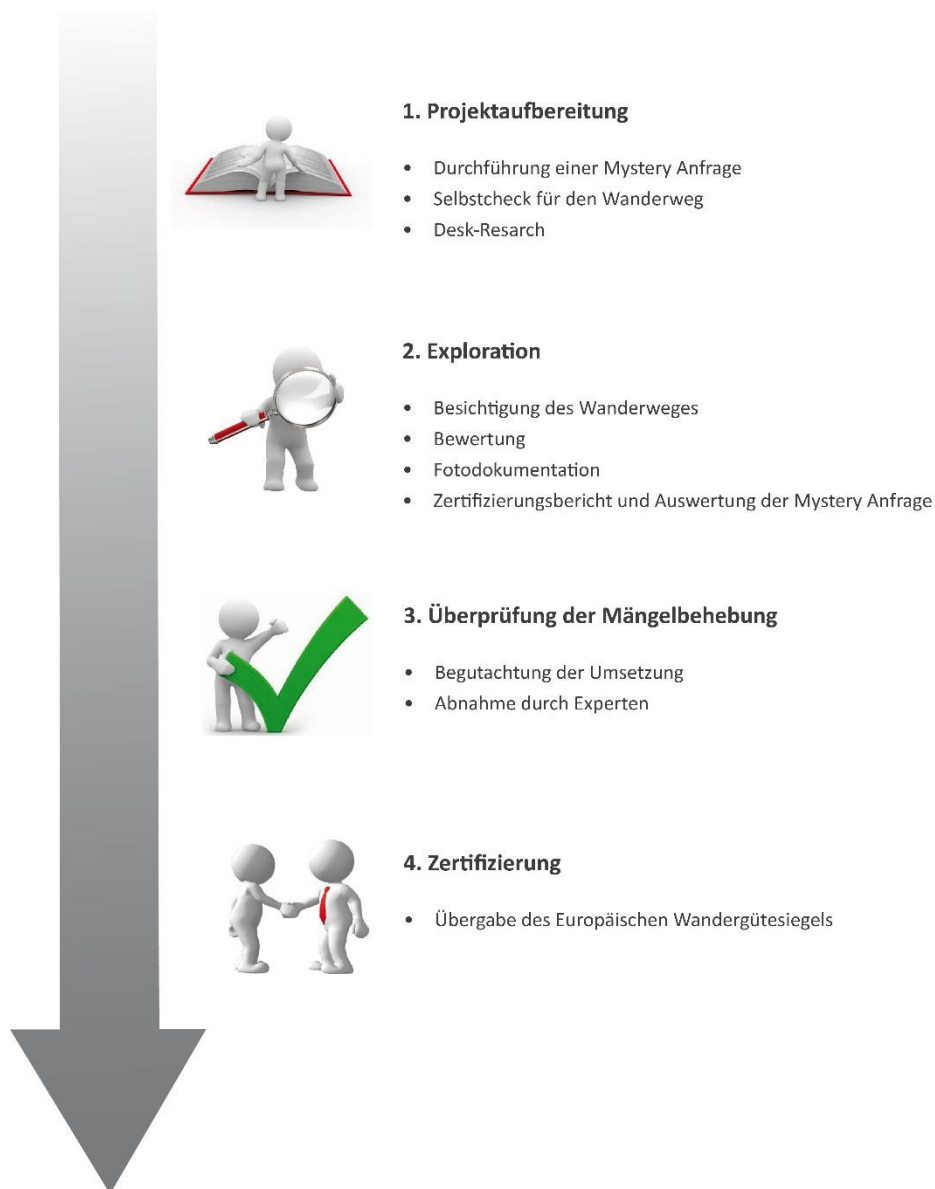 1. Projektaufbereitung
• Durchführung einer Mystery Anfrage
• Selbstcheck für den Wanderweg
• Desk-Resarch
2. Exploration
• Besichtigung des Wanderweges
• Bewertung
• Fotodokumentation
• Zertifizierungsbericht und Auswertung der Mystery Anfrage
3. Überprüfung der Mängelbehebung
• Begutachtung der Umsetzung
• Abnahme durch Experten
4. Zertifizierung
• Übergabe des Europäischen Wandergütesiegels